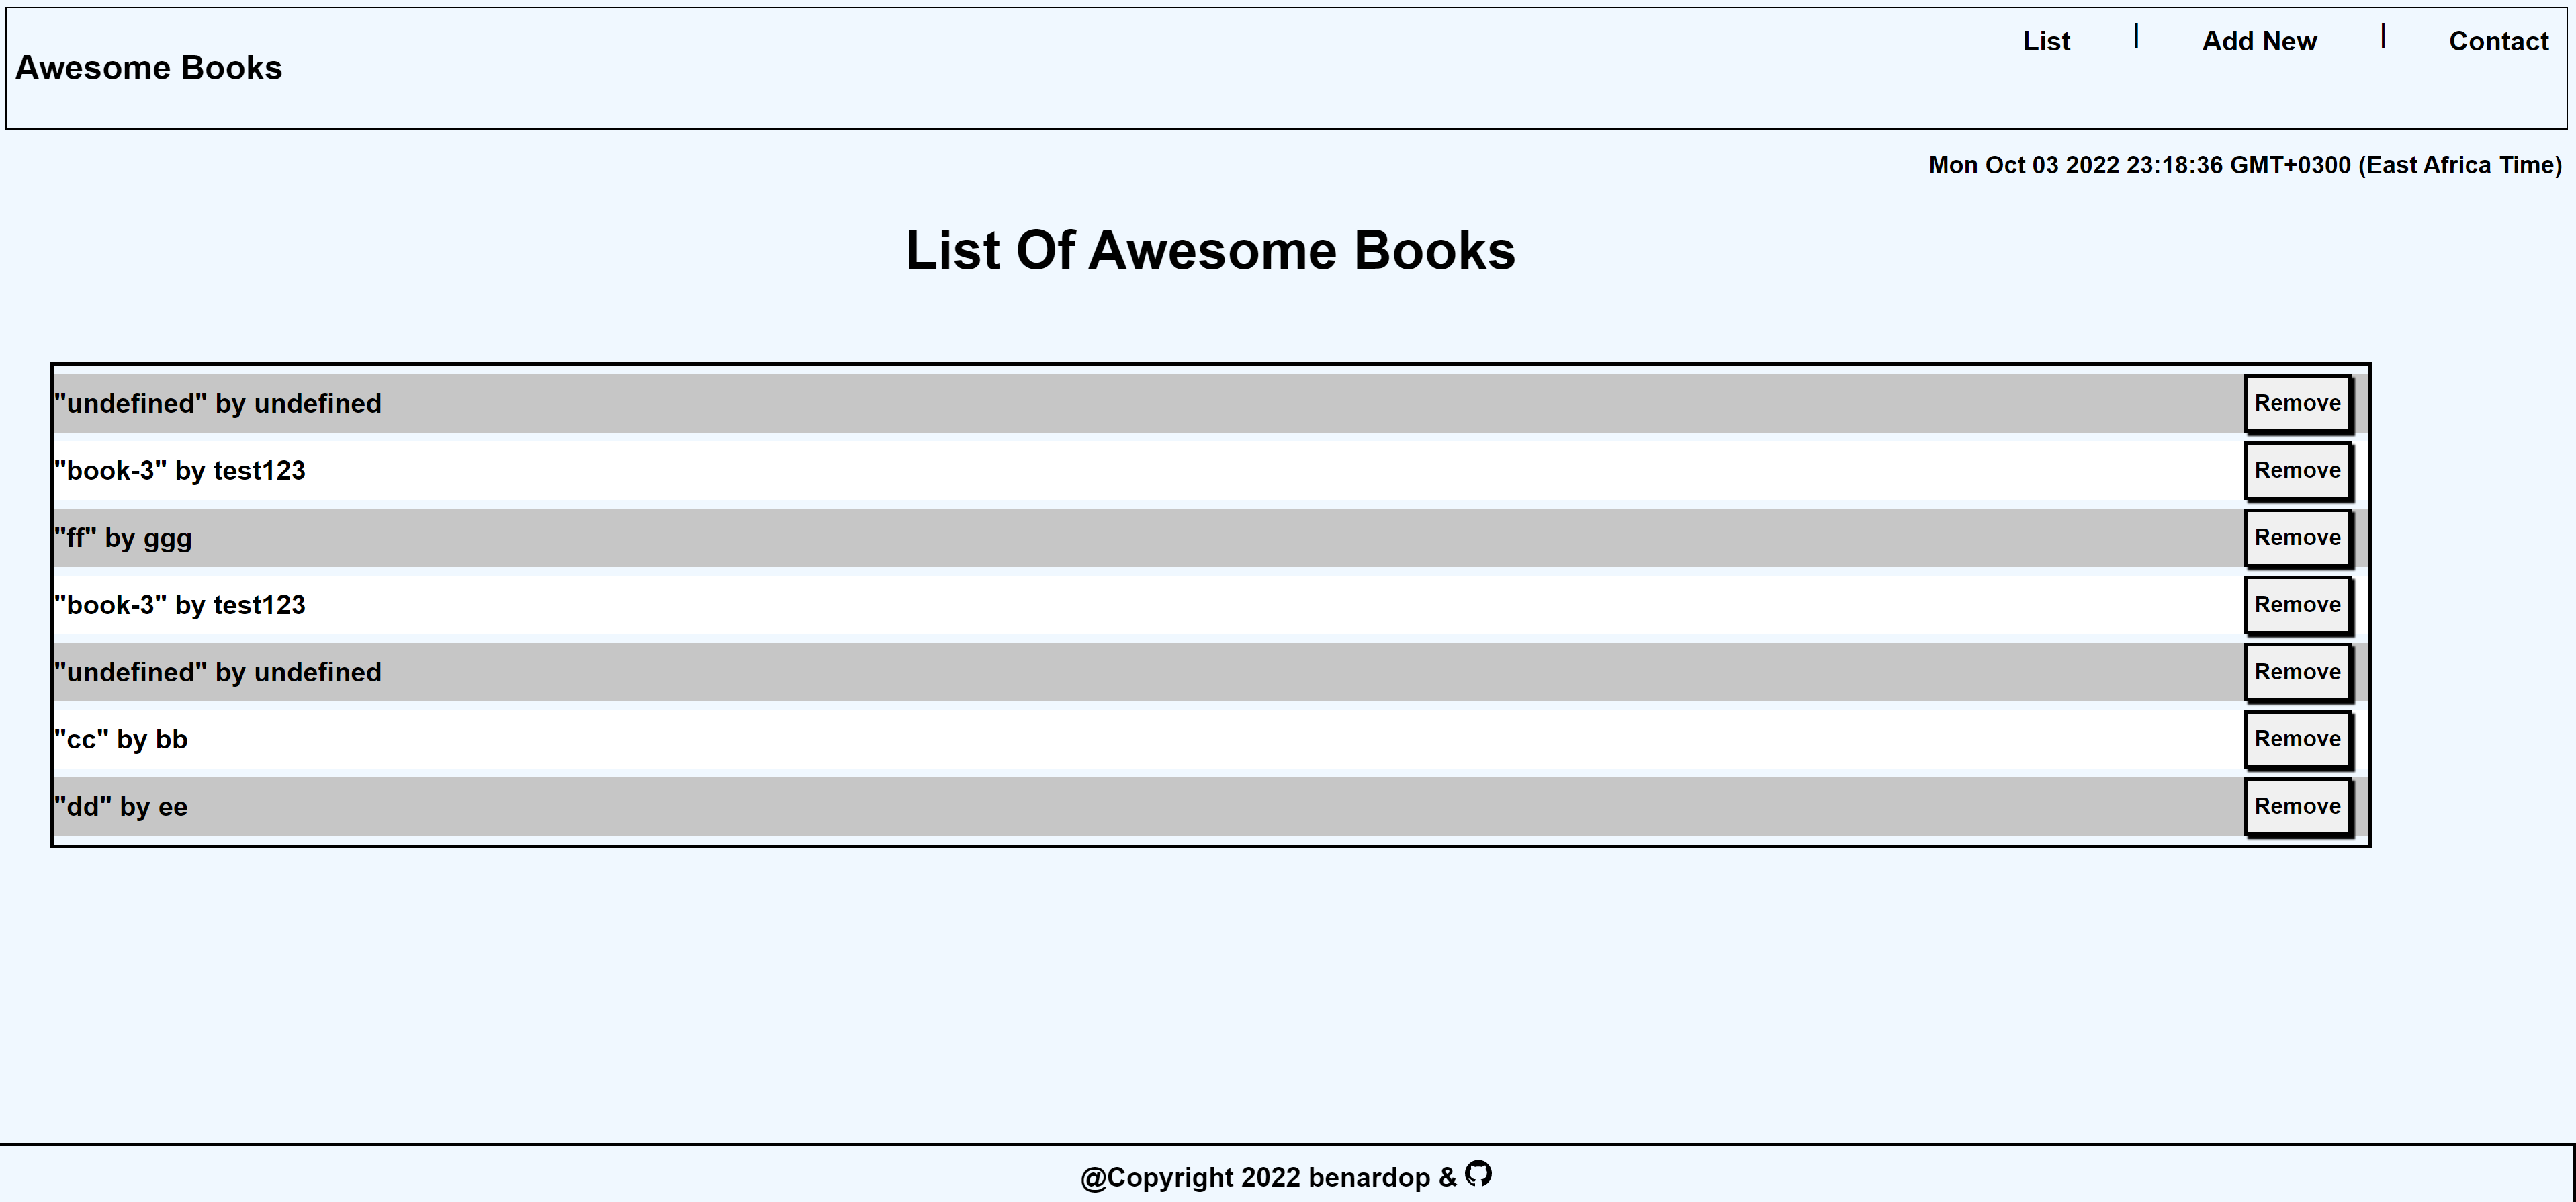 Awesome Books
List | Add New | Contact
Mon Oct 03 2022 23:18:36 GMT+0300 (East Africa Time)
List Of Awesome Books
"undefined" by undefined Remove
"book-3" by test123 Remove
"ff" by ggg Remove
"book-3" by test123 Remove
"undefined" by undefined Remove
"cc" by bb Remove
"dd" by ee Remove
@Copyright 2022 benardop &